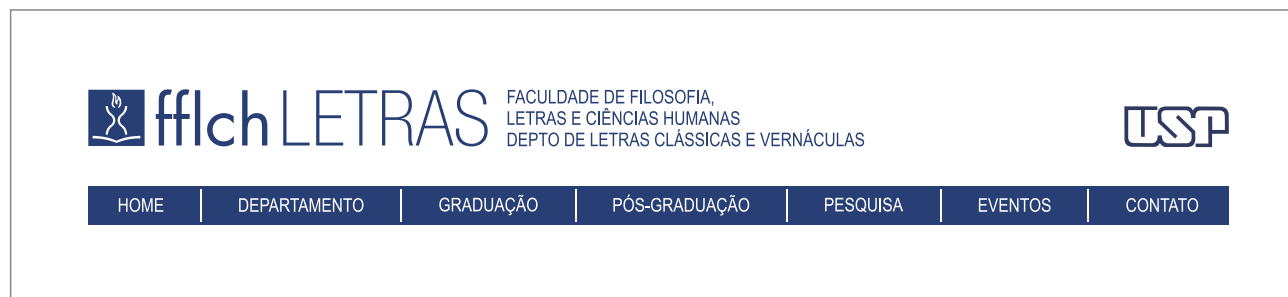 fflch LETRAS
FACULDADE DE FILOSOFIA,
LETRAS E CIÊNCIAS HUMANAS
DEPTO DE LETRAS CLÁSSICAS E VERNÁCULAS
USP
HOME
DEPARTAMENTO
GRADUAÇÃO
PÓS-GRADUAÇÃO
PESQUISA
EVENTOS
CONTATO